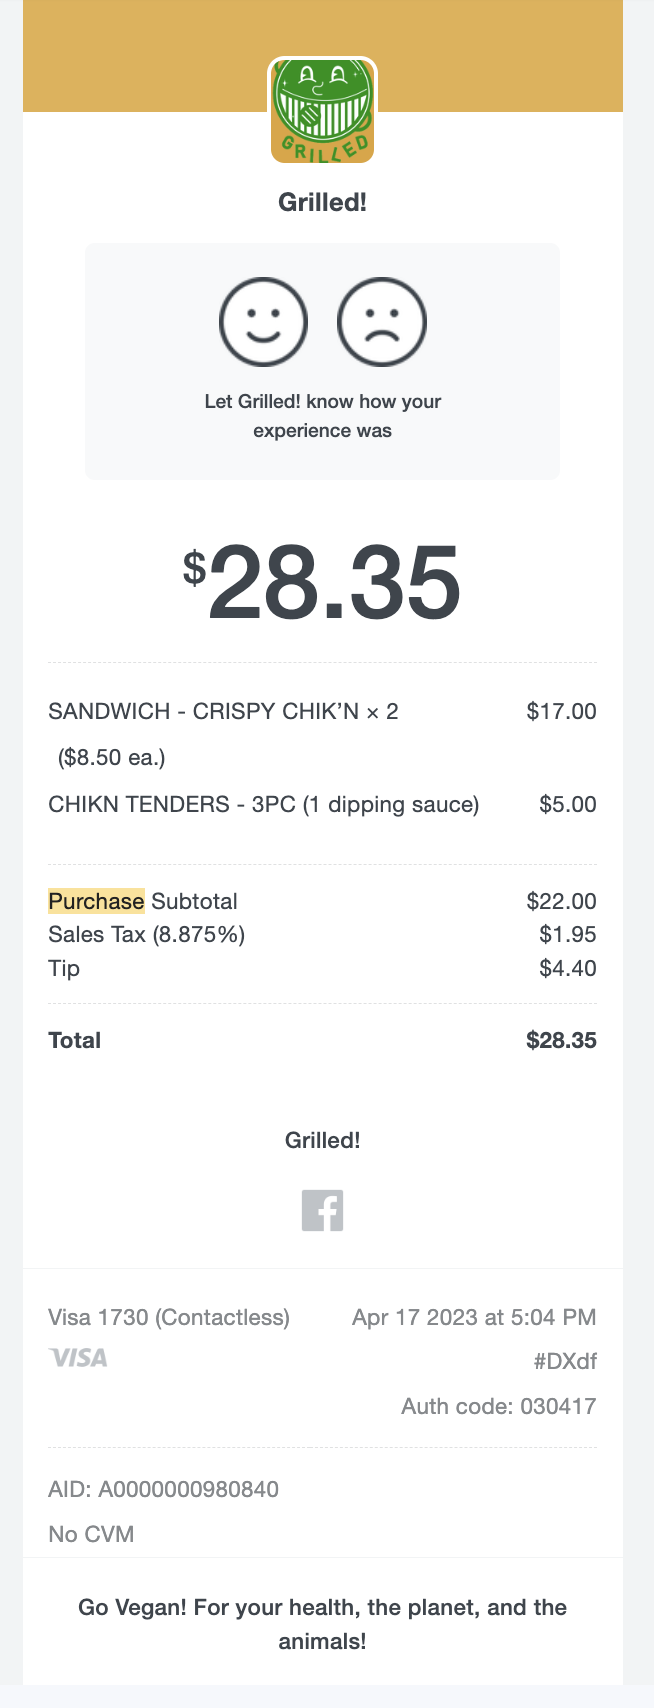 GRILLED
Grilled!
Let Grilled! know how your
experience was
$28.35
SANDWICH - CRISPY CHIK’N × 2 $17.00
($8.50 ea.)
CHIKN TENDERS - 3PC (1 dipping sauce) $5.00
Purchase Subtotal $22.00
Sales Tax (8.875%) $1.95
Tip $4.40
Total $28.35
Grilled!
Visa 1730 (Contactless) Apr 17 2023 at 5:04 PM
VISA #DXdf
Auth code: 030417
AID: A0000000980840
No CVM
Go Vegan! For your health, the planet, and the
animals!